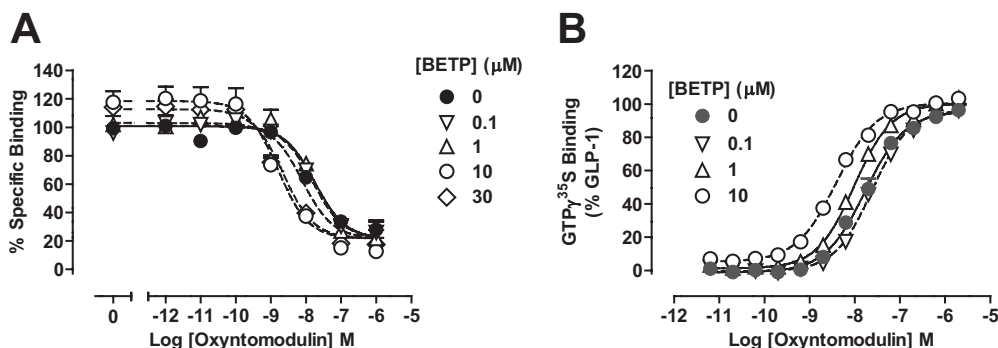 A
140
120
100
80
60
40
20
0
% Specific Binding
0 -12 -11 -10 -9 -8 -7 -6 -5
Log [Oxyntomodulin] M
[BETP] (μM)
0
0.1
1
10
30
B
120
100
80
60
40
20
0
GTPγ³⁵S Binding
(% GLP-1)
[BETP] (μM)
0
0.1
1
10
-12 -11 -10 -9 -8 -7 -6 -5
Log [Oxyntomodulin] M